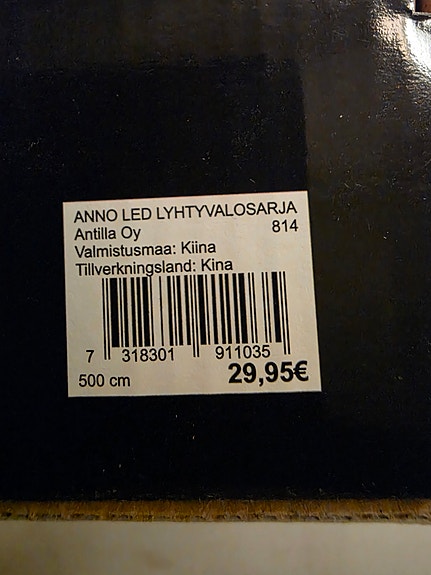 ANNO LED LYHTYVALOSARJA
Antilla Oy 814
Valmistusmaa: Kiina
Tillverkningsland: Kina
7 318301 911035
500 cm 29,95€